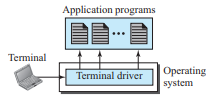 Application programs
Terminal
Terminal driver
Operating
system